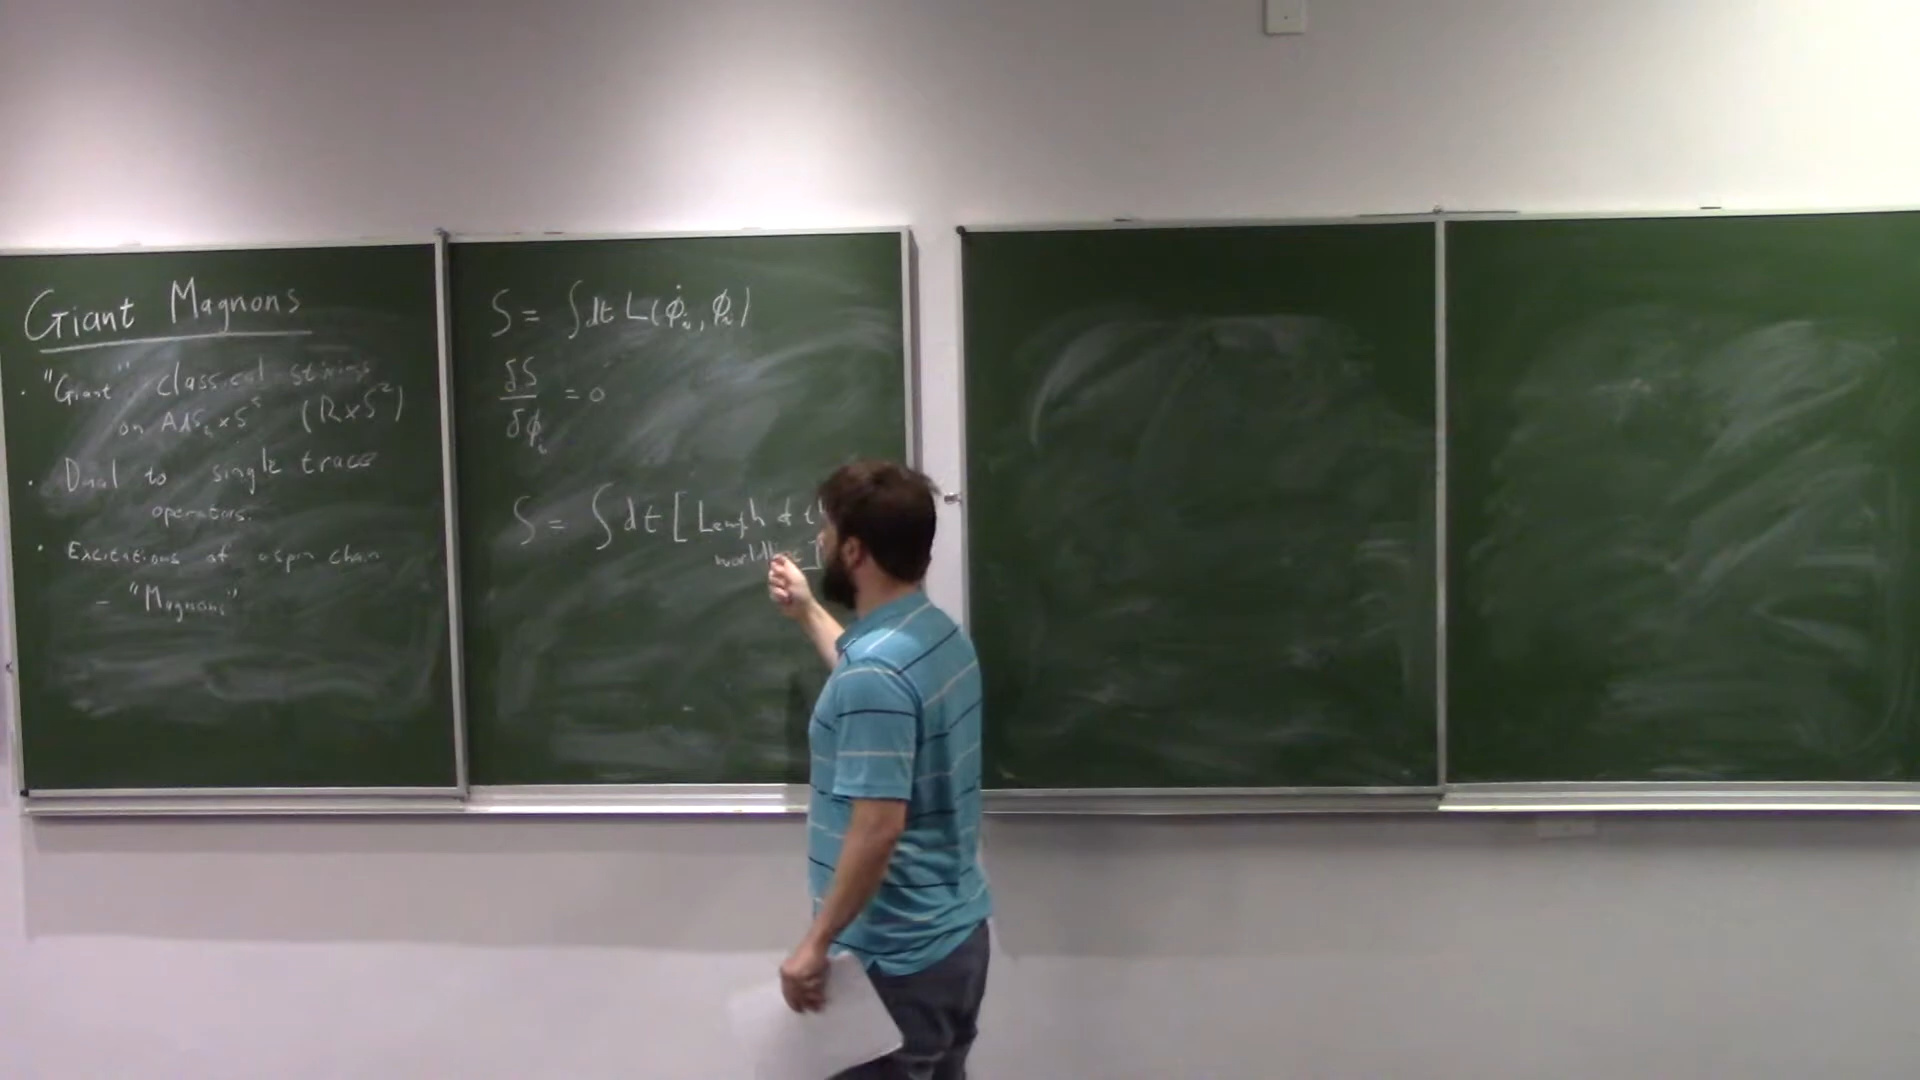 Giant Magnons
· "Giant" classical strings
on AdS₅ × S⁵ (R×S²)
· Dual to single trace
operators.
· Excitations of a spin chain
- "Magnons"
S = ∫dt L(ϕ̇ᵢ, ϕᵢ)
δS/δϕᵢ = 0
S = ∫dt [Length of
worldline]